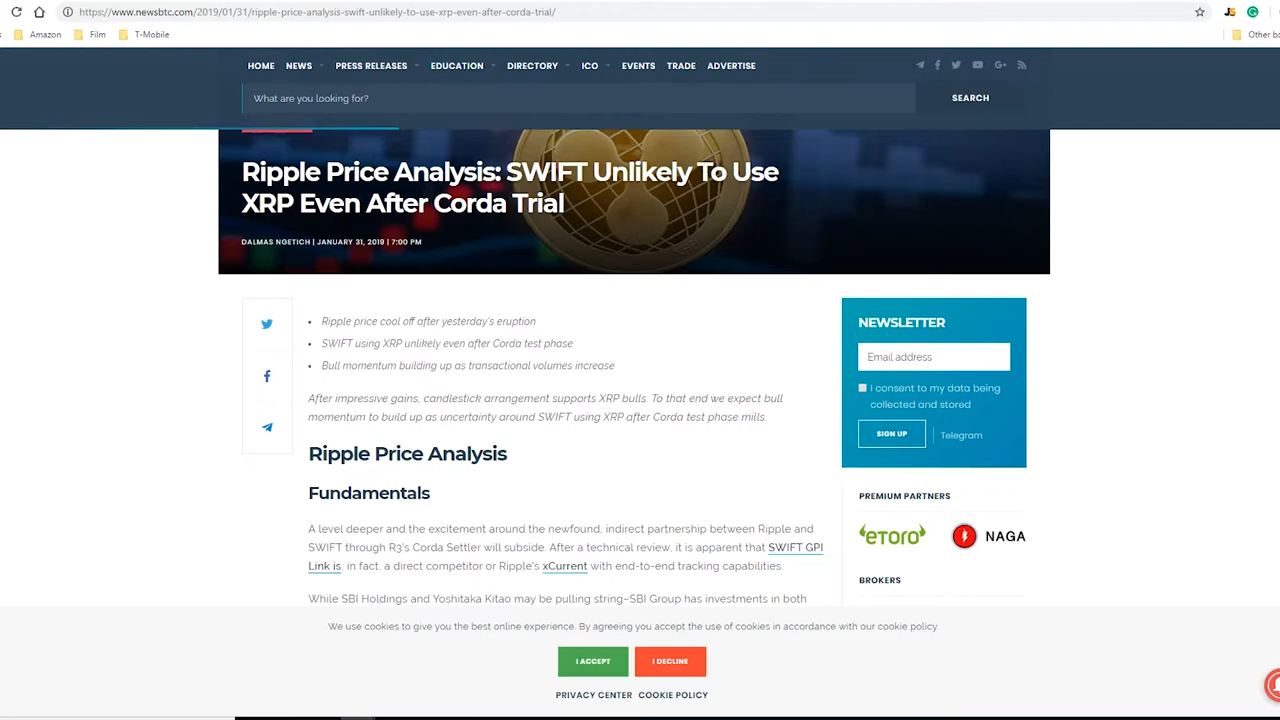 https://www.newsbtc.com/2019/01/31/ripple-price-analysis-swift-unlikely-to-use-xrp-even-after-corda-trial/
Amazon Film T-Mobile Other bo
HOME NEWS PRESS RELEASES EDUCATION DIRECTORY ICO EVENTS TRADE ADVERTISE
What are you looking for? SEARCH
Ripple Price Analysis: SWIFT Unlikely To Use
XRP Even After Corda Trial
DALMAS NGETICH | JANUARY 31, 2019 | 7:00 PM
Ripple price cool off after yesterday's eruption
SWIFT using XRP unlikely even after Corda test phase
Bull momentum building up as transactional volumes increase
After impressive gains, candlestick arrangement supports XRP bulls. To that end we expect bull
momentum to build up as uncertainty around SWIFT using XRP after Corda test phase mills.
Ripple Price Analysis
Fundamentals
A level deeper and the excitement around the newfound, indirect partnership between Ripple and
SWIFT through R3's Corda Settler will subside. After a technical review, it is apparent that SWIFT GPI
Link is, in fact, a direct competitor or Ripple's xCurrent with end-to-end tracking capabilities.
While SBI Holdings and Yoshitaka Kitao may be pulling string–SBI Group has investments in both
NEWSLETTER
Email address
I consent to my data being
collected and stored
SIGN UP Telegram
PREMIUM PARTNERS
eToro NAGA
BROKERS
We use cookies to give you the best online experience. By agreeing you accept the use of cookies in accordance with our cookie policy.
I ACCEPT I DECLINE
PRIVACY CENTER COOKIE POLICY